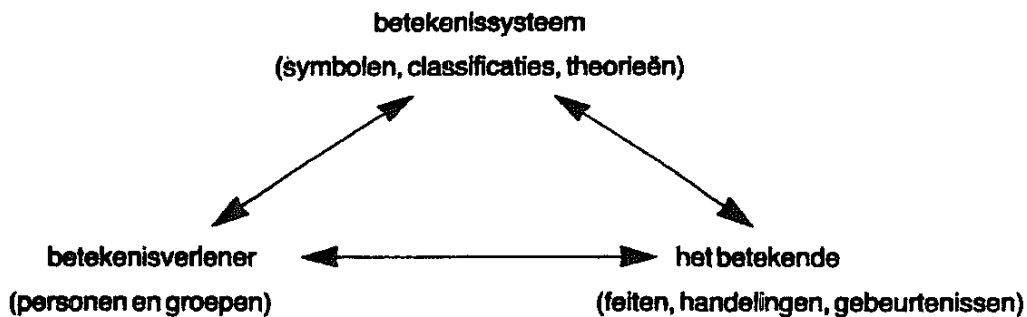 betekenissysteem
(symbolen, classificaties, theorieën)
betekenisverlener
het betekende
(personen en groepen)
(feiten, handelingen, gebeurtenissen)